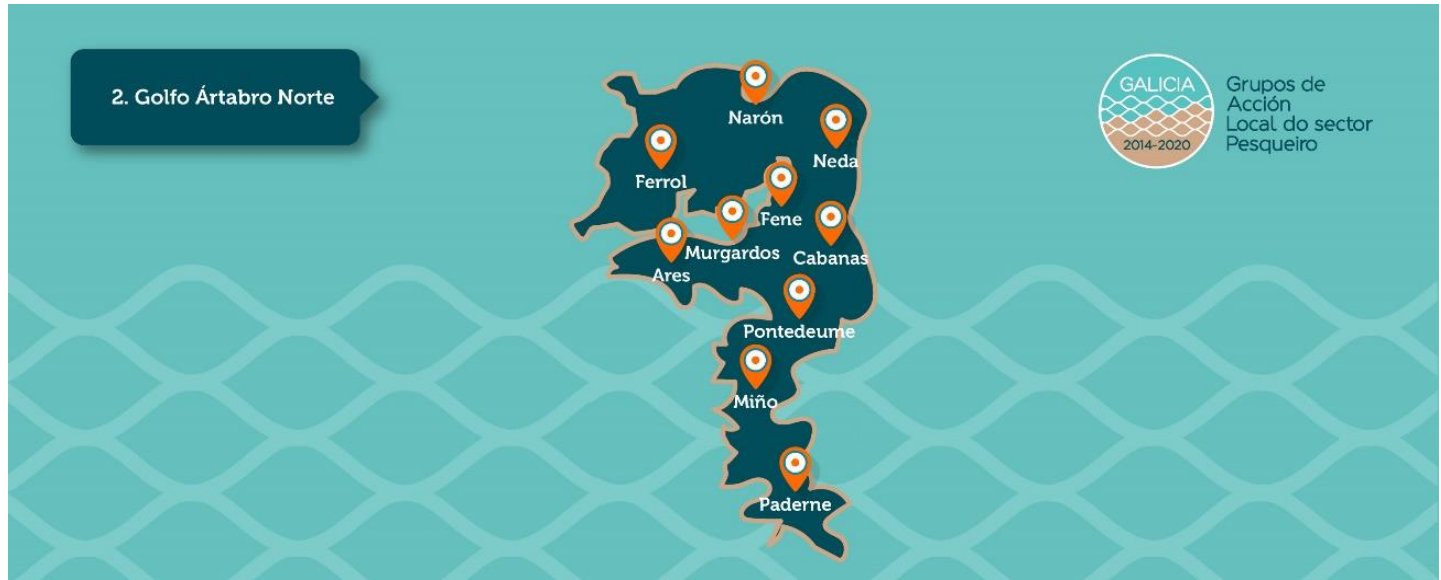 2. Golfo Ártabro Norte
GALICIA
2014-2020
Grupos de
Acción
Local do sector
Pesqueiro
Narón
Neda
Ferrol
Fene
Murgardos
Cabanas
Ares
Pontedeume
Miño
Paderne